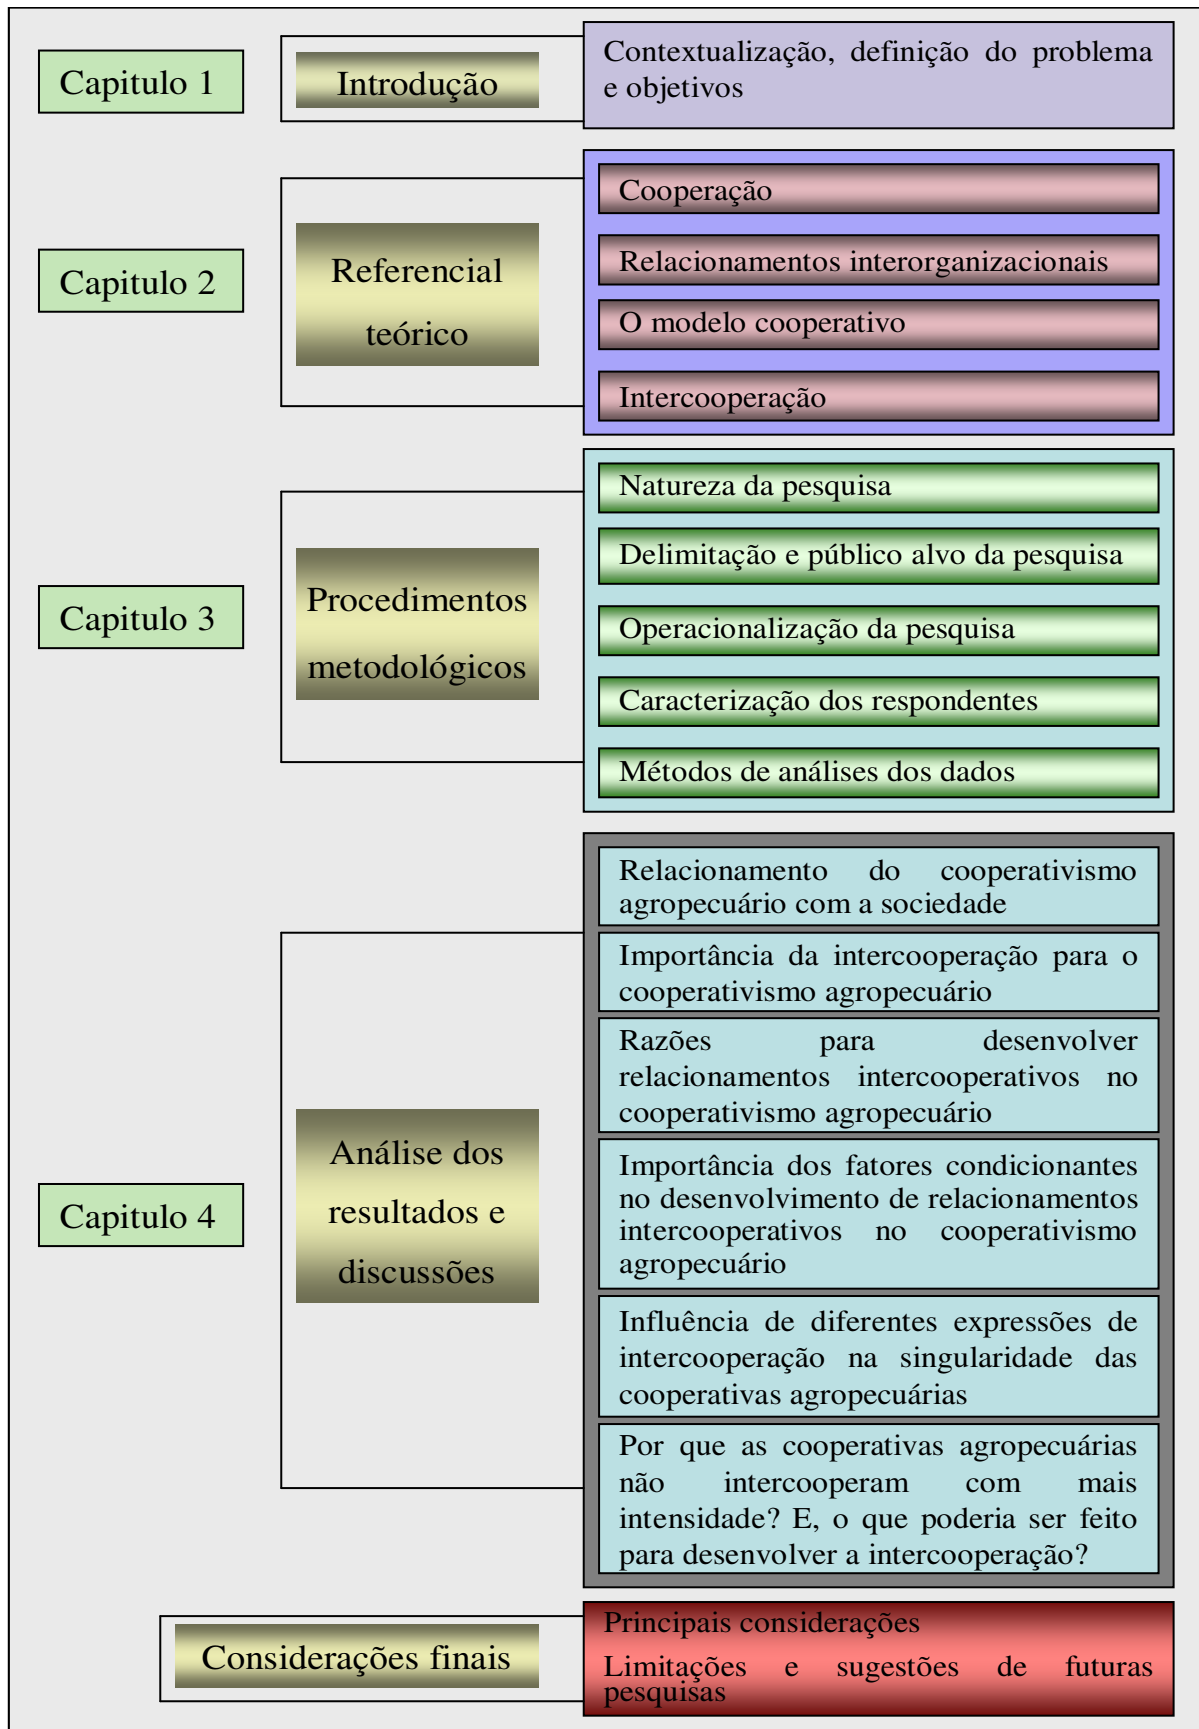 Capitulo 1
Introdução
Contextualização, definição do problema
e objetivos
Capitulo 2
Referencial
teórico
Cooperação
Relacionamentos interorganizacionais
O modelo cooperativo
Intercooperação
Capitulo 3
Procedimentos
metodológicos
Natureza da pesquisa
Delimitação e público alvo da pesquisa
Operacionalização da pesquisa
Caracterização dos respondentes
Métodos de análises dos dados
Capitulo 4
Análise dos
resultados e
discussões
Relacionamento do cooperativismo
agropecuário com a sociedade
Importância da intercooperação para o
cooperativismo agropecuário
Razões para desenvolver
relacionamentos intercooperativos no
cooperativismo agropecuário
Importância dos fatores condicionantes
no desenvolvimento de relacionamentos
intercooperativos no cooperativismo
agropecuário
Influência de diferentes expressões de
intercooperação na singularidade das
cooperativas agropecuárias
Por que as cooperativas agropecuárias
não intercooperam com mais
intensidade? E, o que poderia ser feito
para desenvolver a intercooperação?
Considerações finais
Principais considerações
Limitações e sugestões de futuras
pesquisas